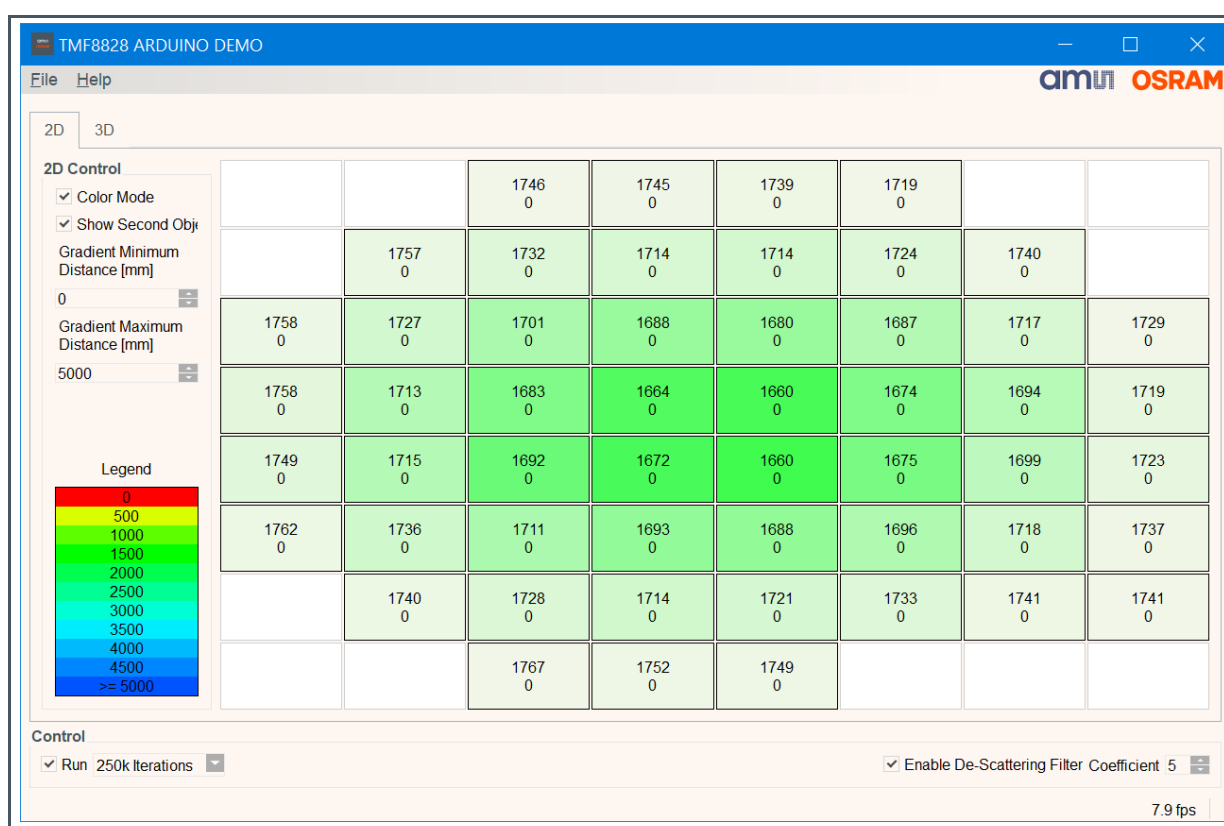 TMF8828 ARDUINO DEMO
File Help
amu OSRAM
2D 3D
2D Control
Color Mode
Show Second Obje
Gradient Minimum
Distance [mm]
0
Gradient Maximum
Distance [mm]
5000
Legend
0
500
1000
1500
2000
2500
3000
3500
4000
4500
>= 5000
1746 1745 1739 1719
0 0 0 0
1757 1732 1714 1714 1724 1740
0 0 0 0 0 0
1758 1727 1701 1688 1680 1687 1717 1729
0 0 0 0 0 0 0 0
1758 1713 1683 1664 1660 1674 1694 1719
0 0 0 0 0 0 0 0
1749 1715 1692 1672 1660 1675 1699 1723
0 0 0 0 0 0 0 0
1762 1736 1711 1693 1688 1696 1718 1737
0 0 0 0 0 0 0 0
1740 1728 1714 1721 1733 1741 1741
0 0 0 0 0 0 0
1767 1752 1749
0 0 0
Control
Run 250k Iterations
Enable De-Scattering Filter Coefficient 5
7.9 fps